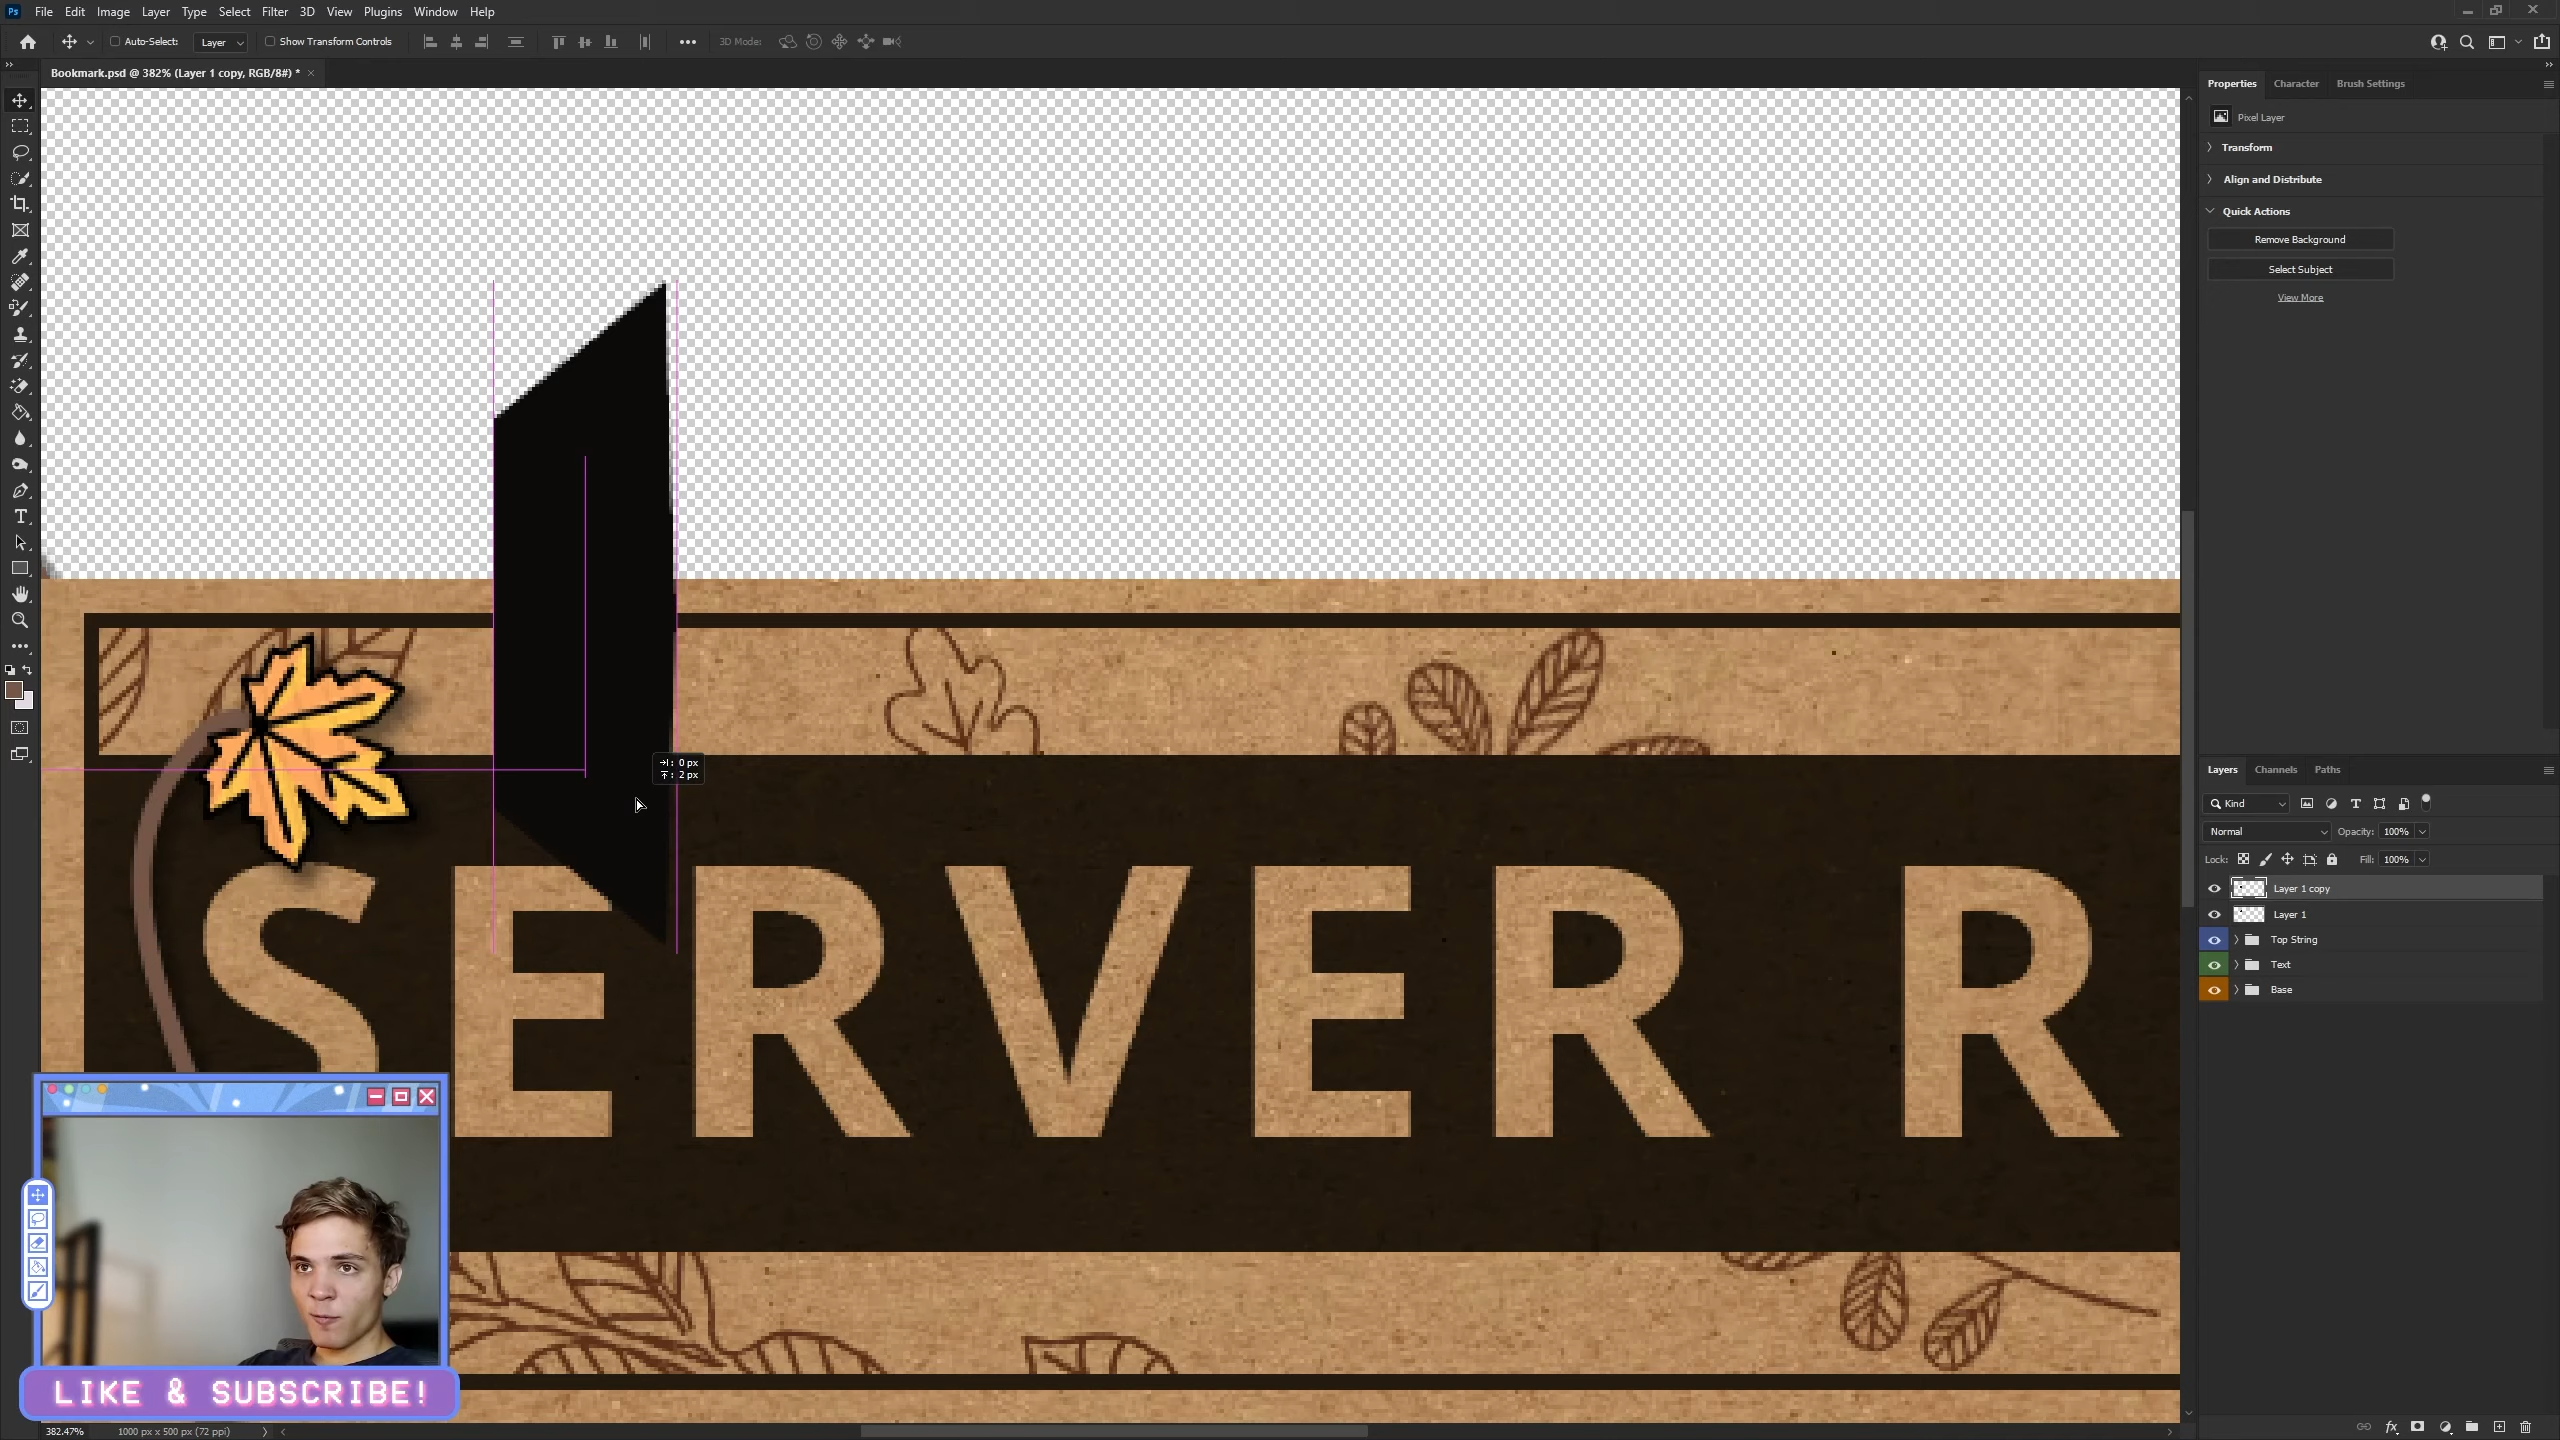 Ps File Edit Image Layer Type Select Filter 3D View Plugins Window Help
Auto-Select: Layer Show Transform Controls 3D Mode:
Bookmark.psd @ 382% (Layer 1 copy, RGB/8#) * ×
Properties Character Brush Settings
Pixel Layer
Transform
Align and Distribute
Quick Actions
Remove Background
Select Subject
View More
: 0 px
: 2 px
SERVER R
Layers Channels Paths
Kind
Normal Opacity: 100%
Lock: Fill: 100%
Layer 1 copy
Layer 1
Top String
Text
Base
LIKE & SUBSCRIBE!
382.47% 1000 px x 500 px (72 ppi)